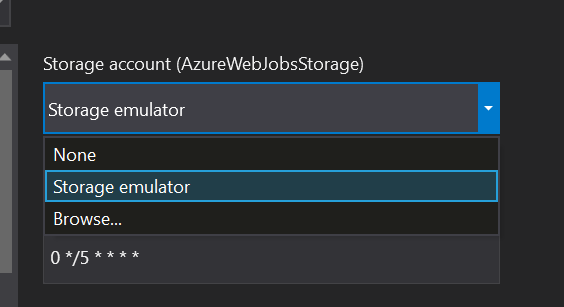 Storage account (AzureWebJobsStorage)
Storage emulator
None
Storage emulator
Browse...
0 */5 * * * *